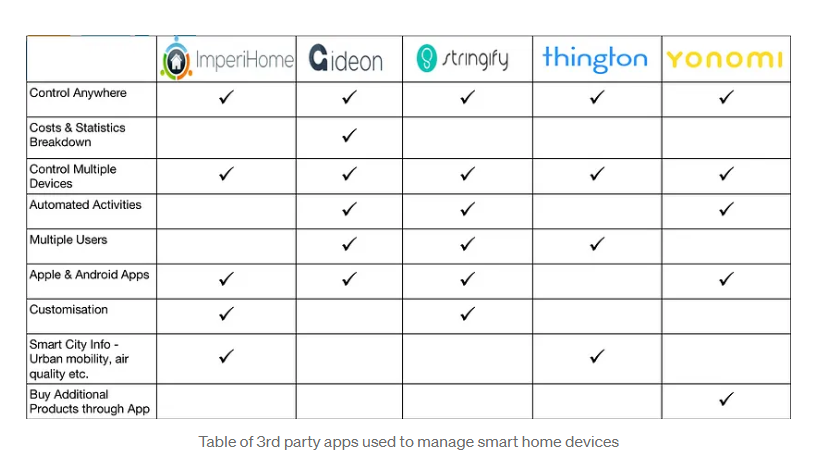 ImperiHome Gideon stringify thington YONOMI
Control Anywhere ✓ ✓ ✓ ✓ ✓
Costs & Statistics
Breakdown ✓
Control Multiple
Devices ✓ ✓ ✓ ✓ ✓
Automated Activities ✓ ✓ ✓
Multiple Users ✓ ✓ ✓
Apple & Android Apps ✓ ✓ ✓ ✓
Customisation ✓ ✓
Smart City Info -
Urban mobility, air ✓ ✓
quality etc.
Buy Additional
Products through App ✓
Table of 3rd party apps used to manage smart home devices